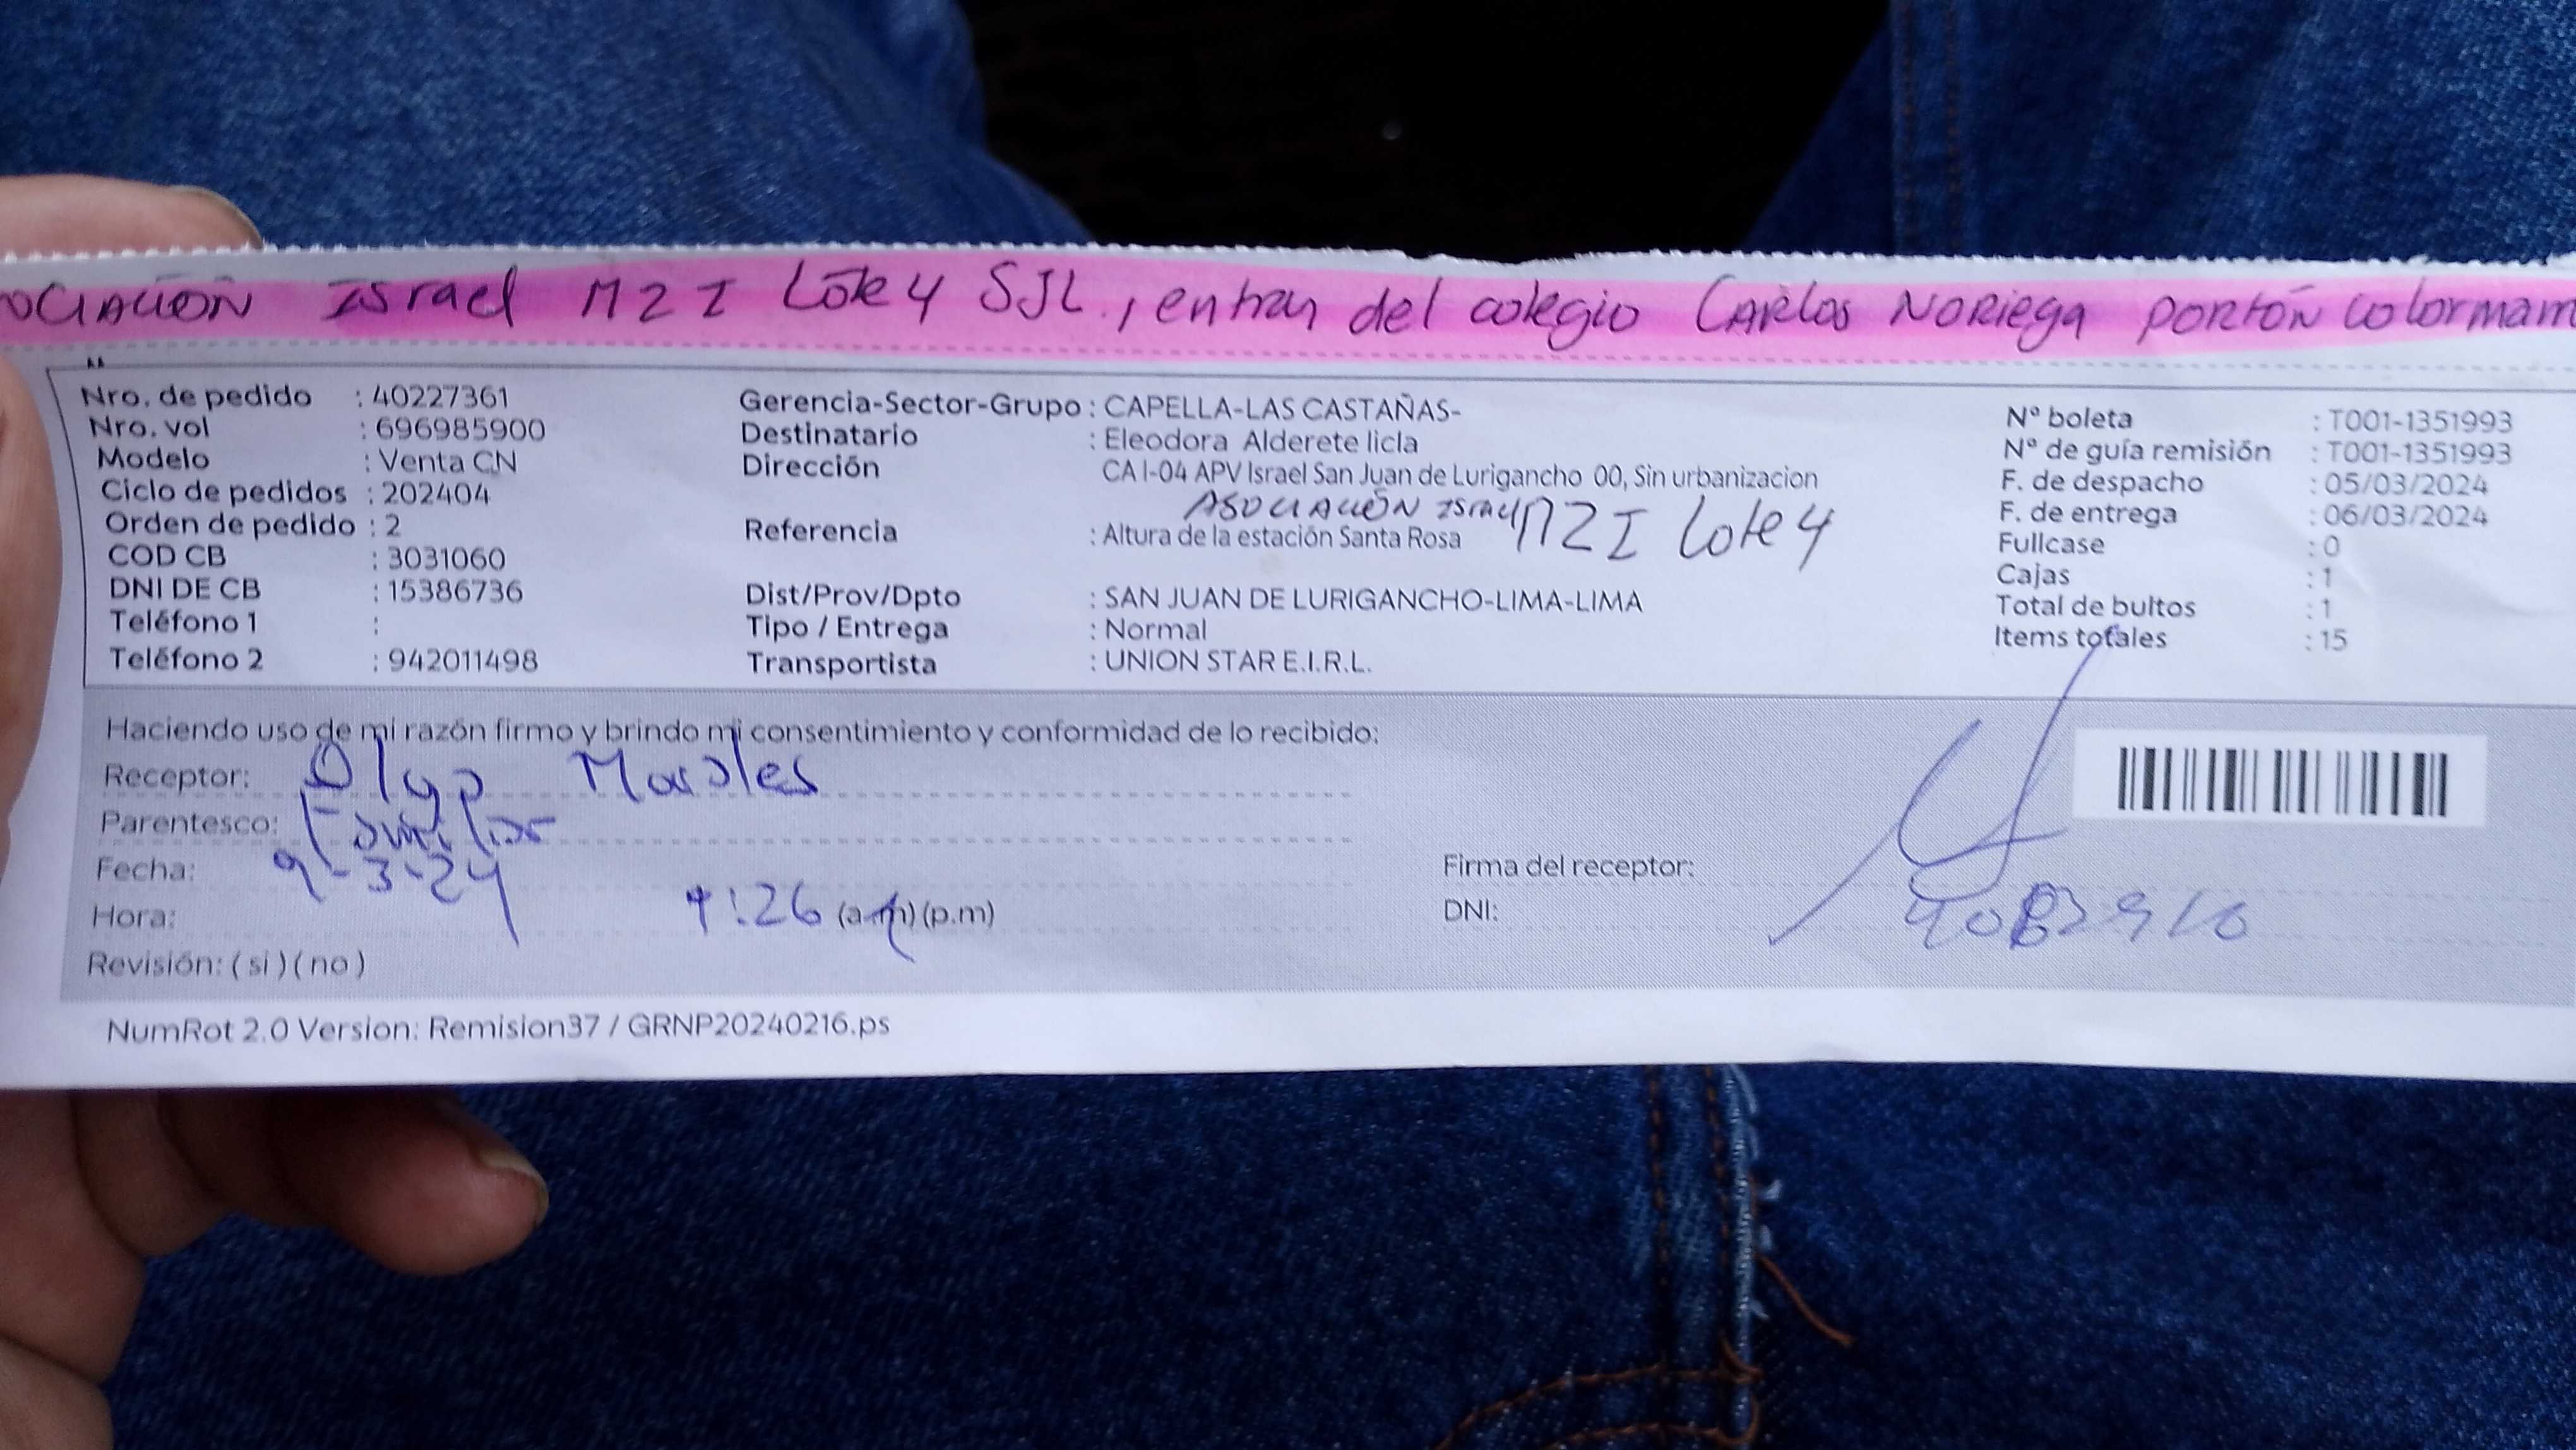 OCIACIÓN Israel MZ I Lote 4 SJL, entran del colegio CARLOS NORIEGA PORTÓN COLOR
Nro. de pedido : 40227361
Nro. vol : 696985900
Modelo : Venta CN
Ciclo de pedidos : 202404
Orden de pedido : 2
COD CB : 3031060
DNI DE CB : 15386736
Teléfono 1 :
Teléfono 2 : 942011498
Gerencia-Sector-Grupo : CAPELLA-LAS CASTAÑAS-
Destinatario : Eleodora Alderete licla
Dirección CA I-04 APV Israel San Juan de Lurigancho 00, Sin urbanizacion
ASOCIACIÓN Israel MZ I Lote 4
Referencia : Altura de la estación Santa Rosa
Dist/Prov/Dpto : SAN JUAN DE LURIGANCHO-LIMA-LIMA
Tipo / Entrega : Normal
Transportista : UNION STAR E.I.R.L.
Nº boleta : T001-1351993
Nº de guía remisión : T001-1351993
F. de despacho : 05/03/2024
F. de entrega : 06/03/2024
Fullcase : 0
Cajas : 1
Total de bultos : 1
Items totales : 15
Haciendo uso de mi razón firmo y brindo mi consentimiento y conformidad de lo recibido:
Receptor: Olga Morales
Parentesco: Familiar
Fecha: 9-3-24
Hora: :26 (a.m) (p.m)
Revisión: ( si ) ( no )
Firma del receptor:
DNI:
NumRot 2.0 Version: Remision37 / GRNP20240216.ps